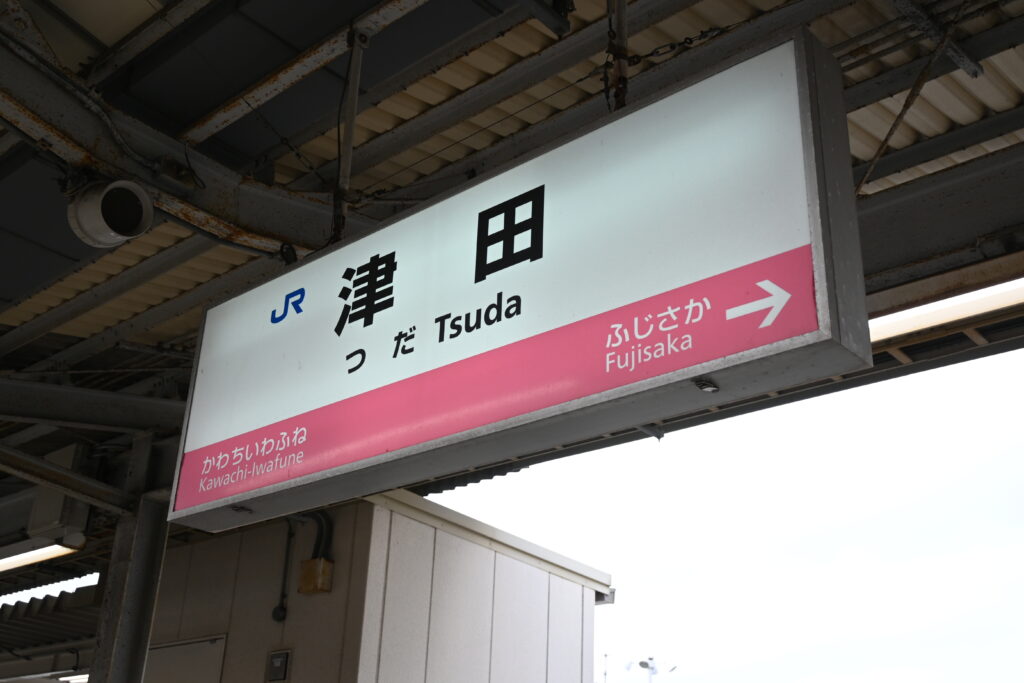 JR 津田
つだ Tsuda
ふじさか
Fujisaka
かわちいわふね
Kawachi-Iwafune